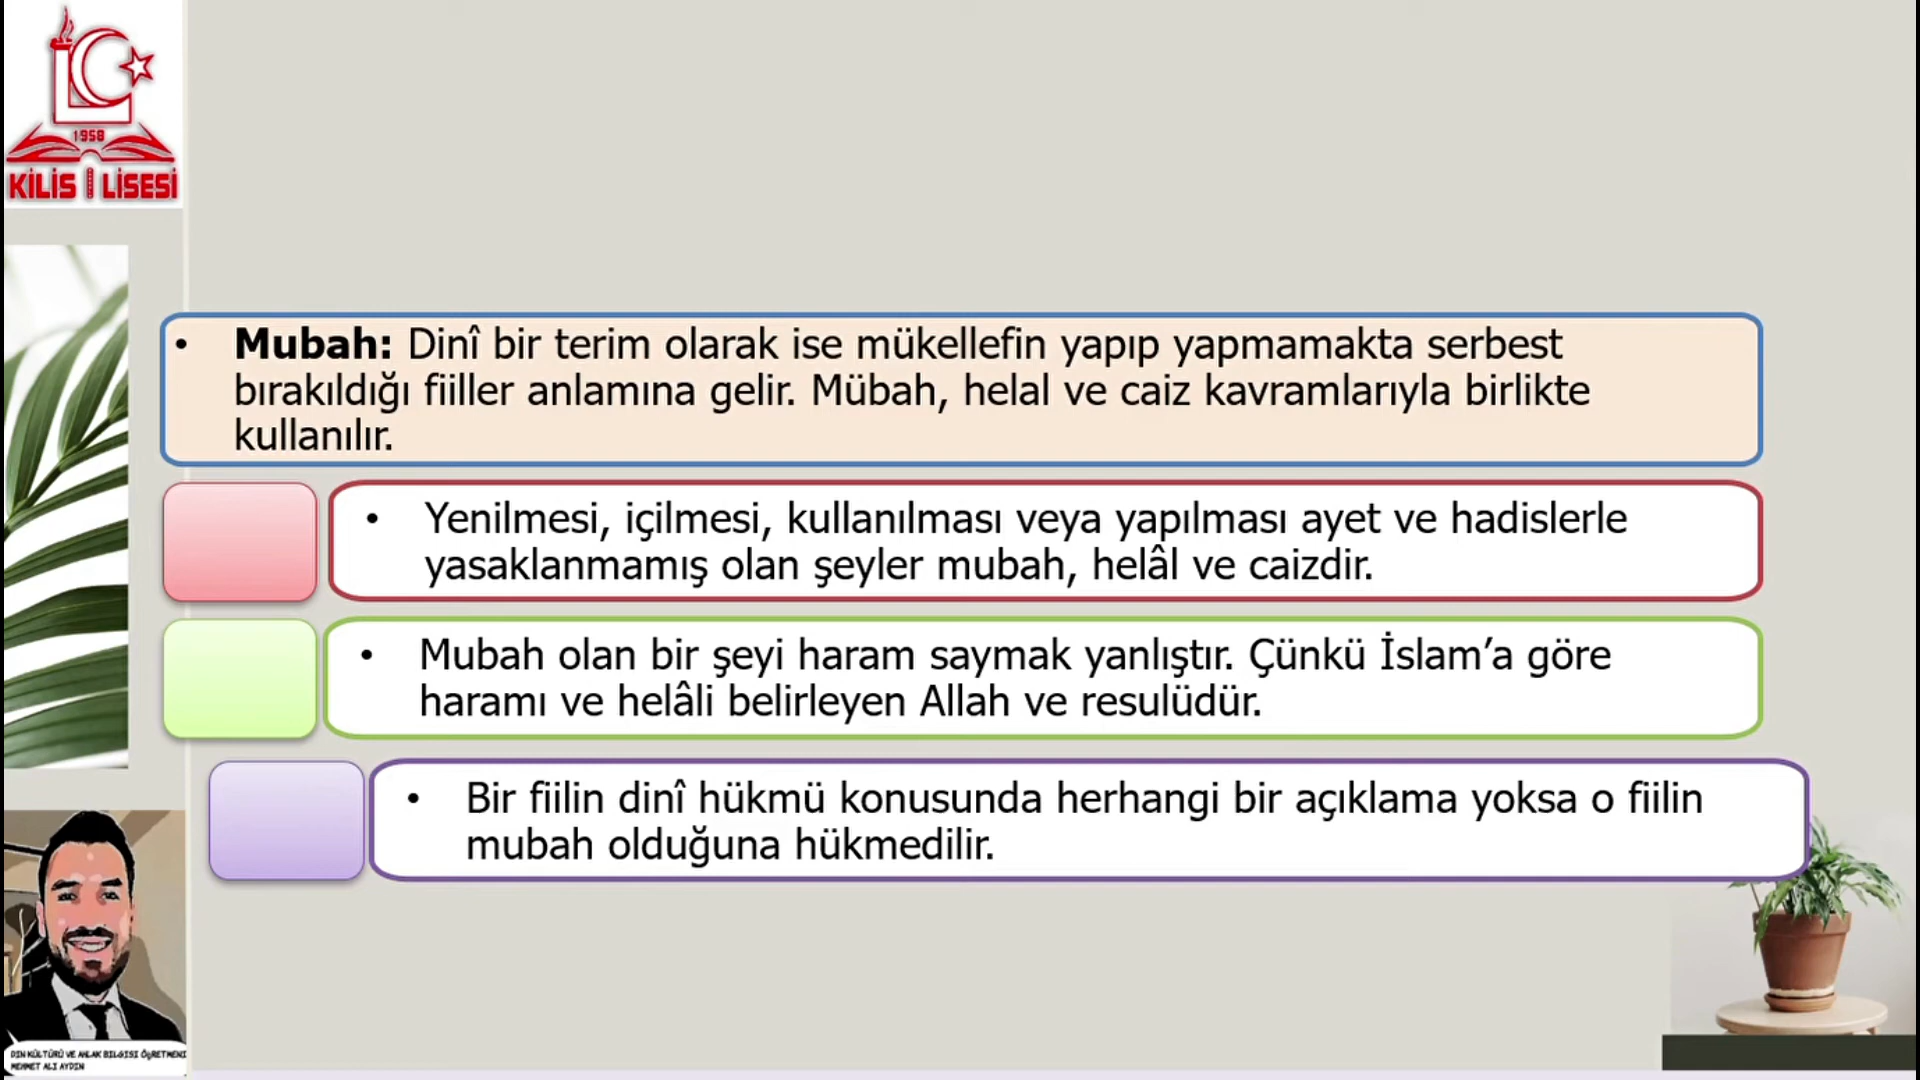 1958
KİLİS LİSESİ
• Mubah: Dinî bir terim olarak ise mükellefin yapıp yapmamakta serbest
bırakıldığı fiiller anlamına gelir. Mübah, helal ve caiz kavramlarıyla birlikte
kullanılır.
• Yenilmesi, içilmesi, kullanılması veya yapılması ayet ve hadislerle
yasaklanmamış olan şeyler mubah, helâl ve caizdir.
• Mubah olan bir şeyi haram saymak yanlıştır. Çünkü İslam’a göre
haramı ve helâli belirleyen Allah ve resulüdür.
• Bir fiilin dinî hükmü konusunda herhangi bir açıklama yoksa o fiilin
mubah olduğuna hükmedilir.
DIN KÜLTÜRÜ VE AHLAK BILGISI ÖğRETMENI
MEHMET ALI AYDIN